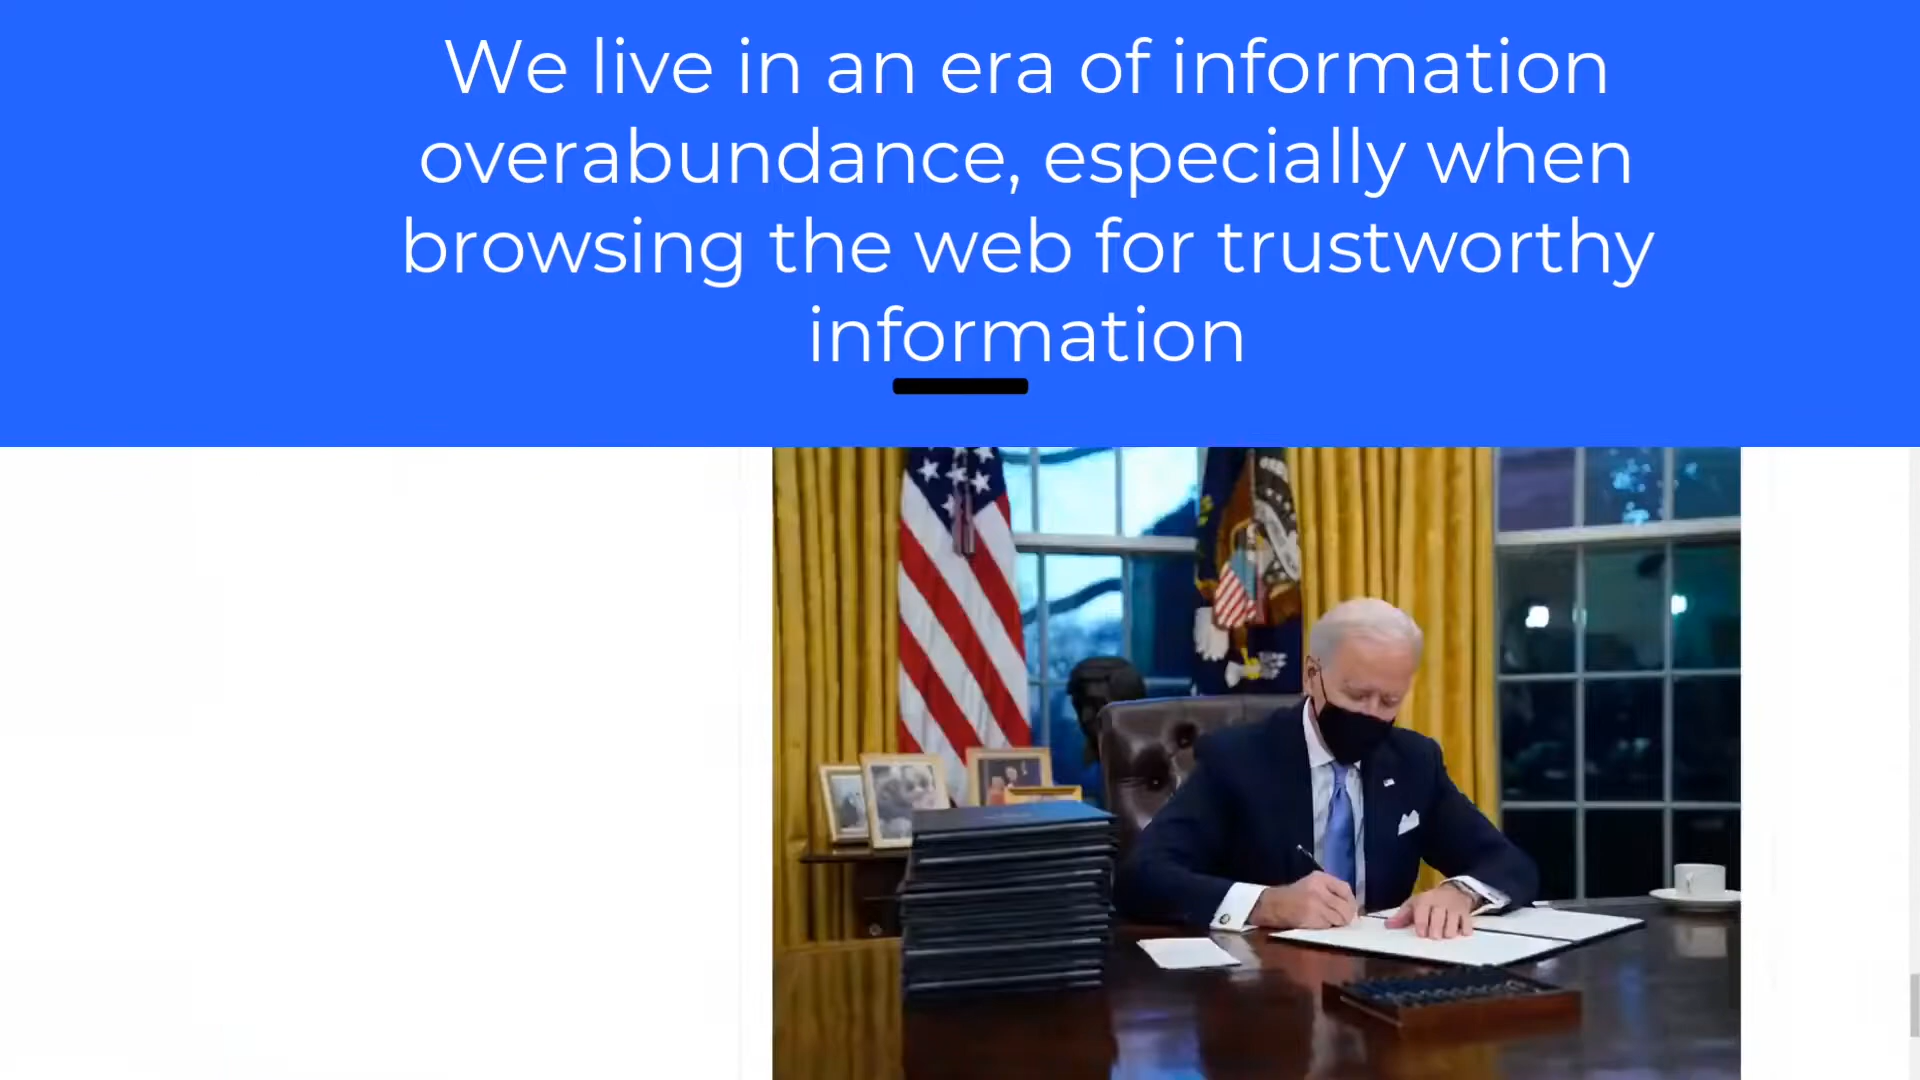 We live in an era of information
overabundance, especially when
browsing the web for trustworthy
information